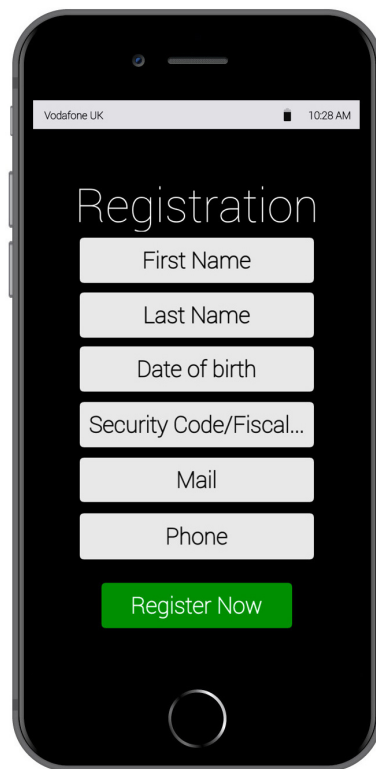 Vodafone UK 10:28 AM
Registration
First Name
Last Name
Date of birth
Security Code/Fiscal...
Mail
Phone
Register Now